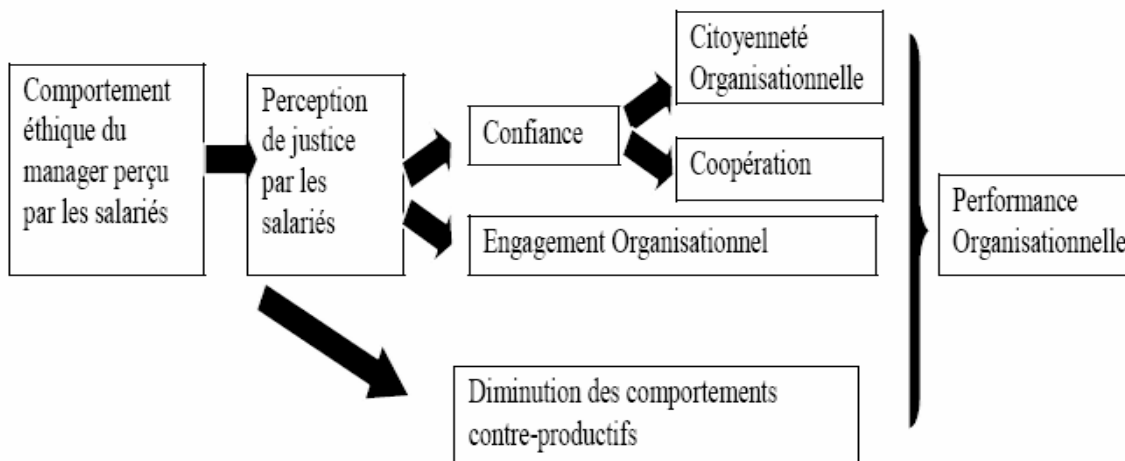 Comportement
éthique du
manager perçu
par les salariés
Perception
de justice
par les
salariés
Confiance
Citoyenneté
Organisationnelle
Coopération
Engagement Organisationnel
Diminution des comportements
contre-productifs
Performance
Organisationnelle